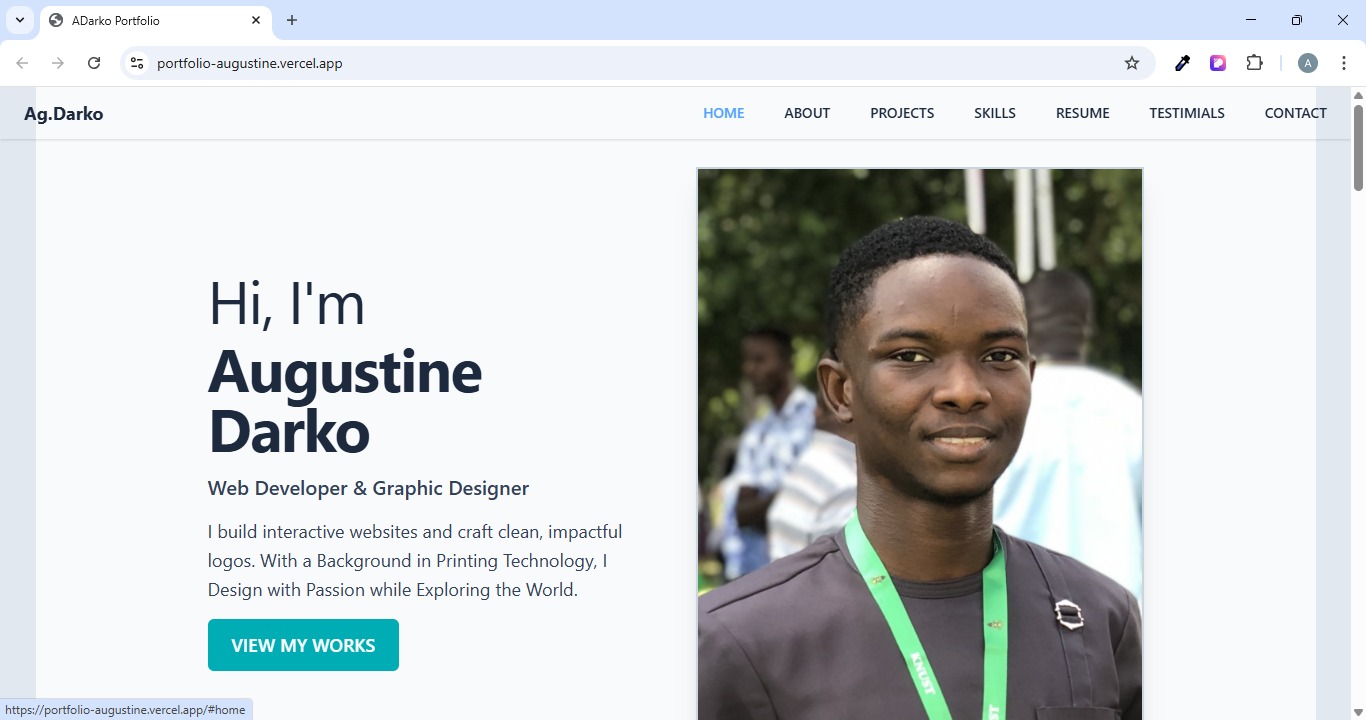 ADarko Portfolio
portfolio-augustine.vercel.app
A
Ag.Darko
HOME ABOUT PROJECTS SKILLS RESUME TESTIMIALS CONTACT
Hi, I'm
Augustine
Darko
Web Developer & Graphic Designer
I build interactive websites and craft clean, impactful
logos. With a Background in Printing Technology, I
Design with Passion while Exploring the World.
VIEW MY WORKS
KNUST
https://portfolio-augustine.vercel.app/#home